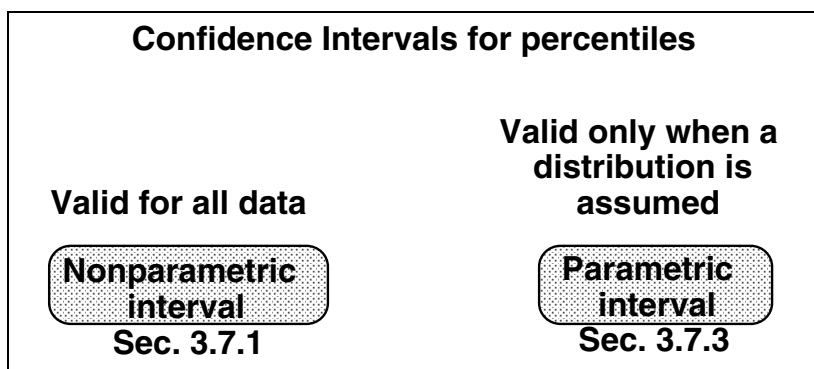 Confidence Intervals for percentiles
Valid for all data
Nonparametric
interval
Sec. 3.7.1
Valid only when a
distribution is
assumed
Parametric
interval
Sec. 3.7.3